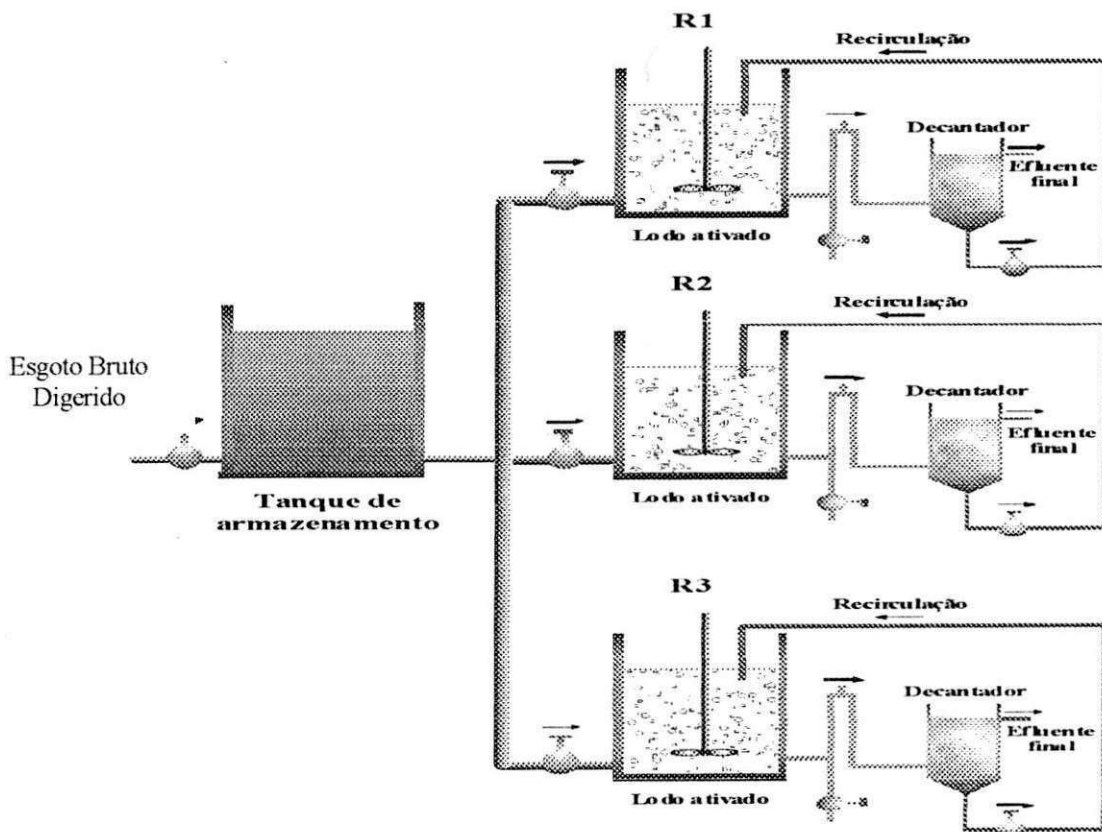 R1
Recirculação
Decantador
Efluente
final
Lodo ativado
R2
Recirculação
Decantador
Efluente
final
Lodo ativado
Esgoto Bruto
Digerido
Tanque de
armazenamento
R3
Recirculação
Decantador
Efluente
final
Lodo ativado